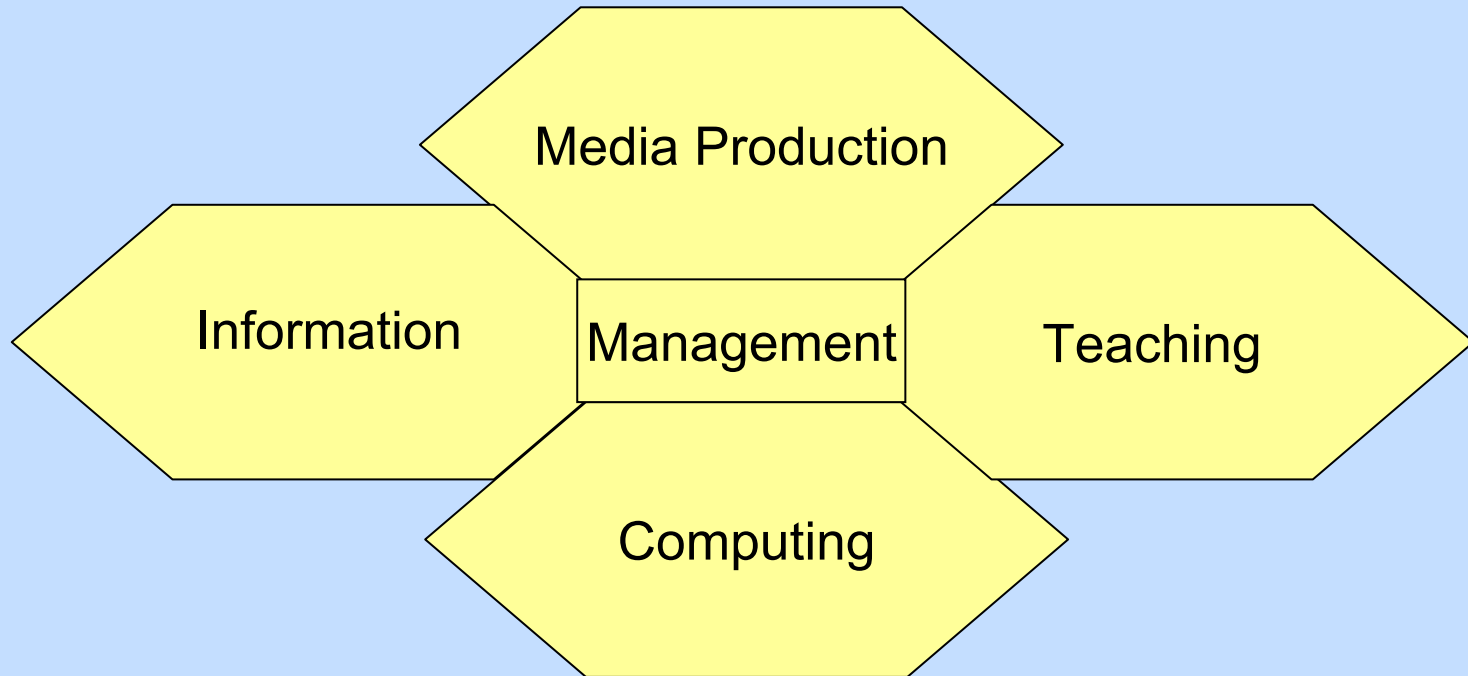 Media Production
Information
Management
Teaching
Computing